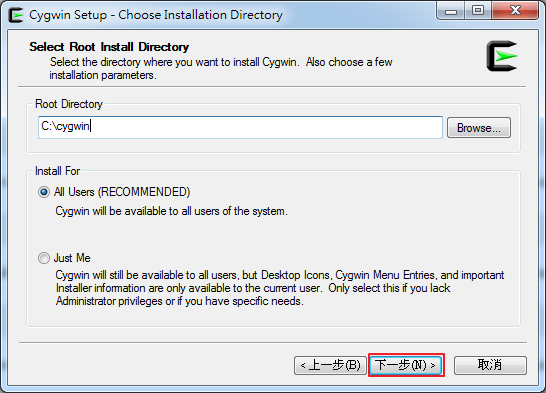 Cygwin Setup - Choose Installation Directory
Select Root Install Directory
Select the directory where you want to install Cygwin.  Also choose a few
installation parameters.
Root Directory
C:\cygwin
Browse...
Install For
All Users (RECOMMENDED)
Cygwin will be available to all users of the system.
Just Me
Cygwin will still be available to all users, but Desktop Icons, Cygwin Menu Entries, and important
Installer information are only available to the current user.  Only select this if you lack
Administrator privileges or if you have specific needs.
< 上一步(B) 下一步(N) > 取消